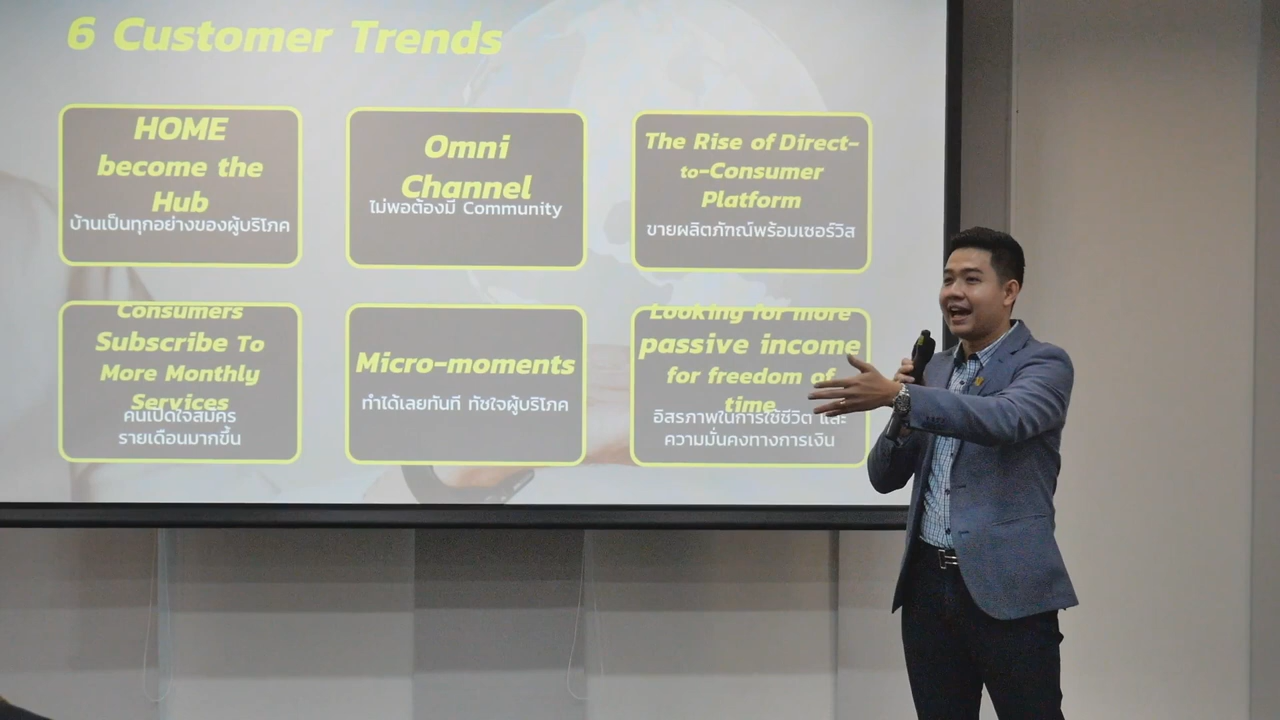 6 Customer Trends
HOME
become the
Hub
บ้านเป็นทุกอย่างของผู้บริโภค
Omni
Channel
ไม่พอต้องมี Community
The Rise of Direct-
to-Consumer
Platform
ขายผลิตภัณฑ์พร้อมเซอร์วิส
Consumers
Subscribe To
More Monthly
Services
คนเปิดใจสมัคร
รายเดือนมากขึ้น
Micro-moments
ทำได้เลยทันที ทัชใจผู้บริโภค
Looking for more
passive income
for freedom of
time
อิสรภาพในการใช้ชีวิต และ
ความมั่นคงทางการเงิน